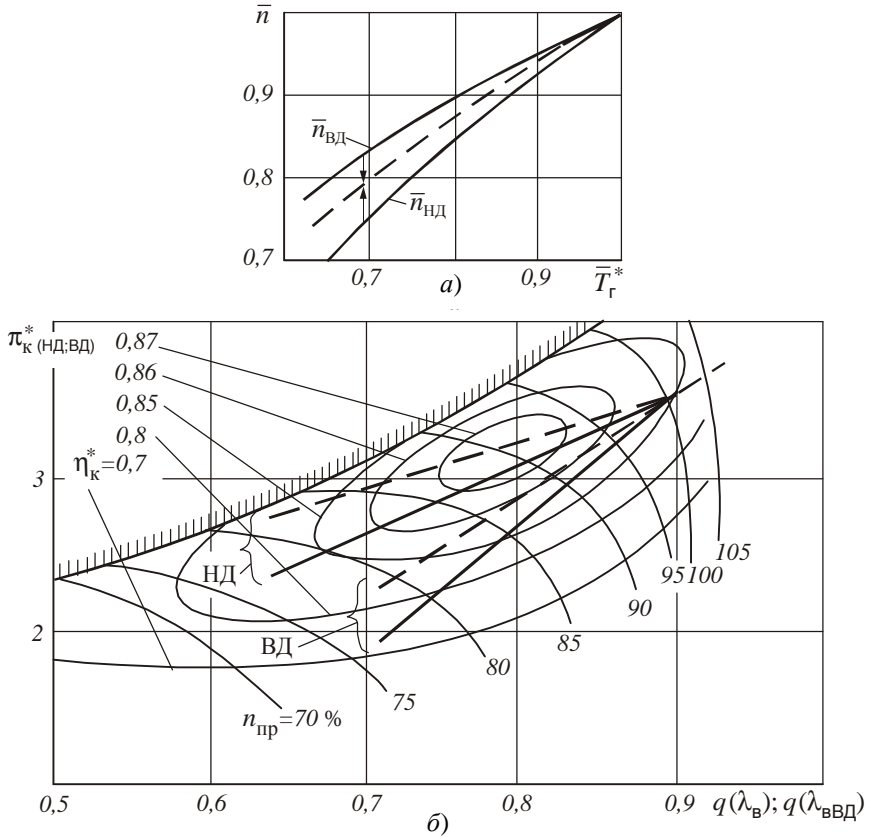 n̅
0,9
0,8
0,7
n̅ВД
n̅НД
0,7
0,9
T̅г*
а)
π*к (НД;ВД)
0,87
0,86
0,85
0,8
η*к=0,7
3
2
НД
ВД
nпр=70 %
75
80
85
90
95
100
105
0,5
0,6
0,7
0,8
0,9
q(λв); q(λвВД)
б)